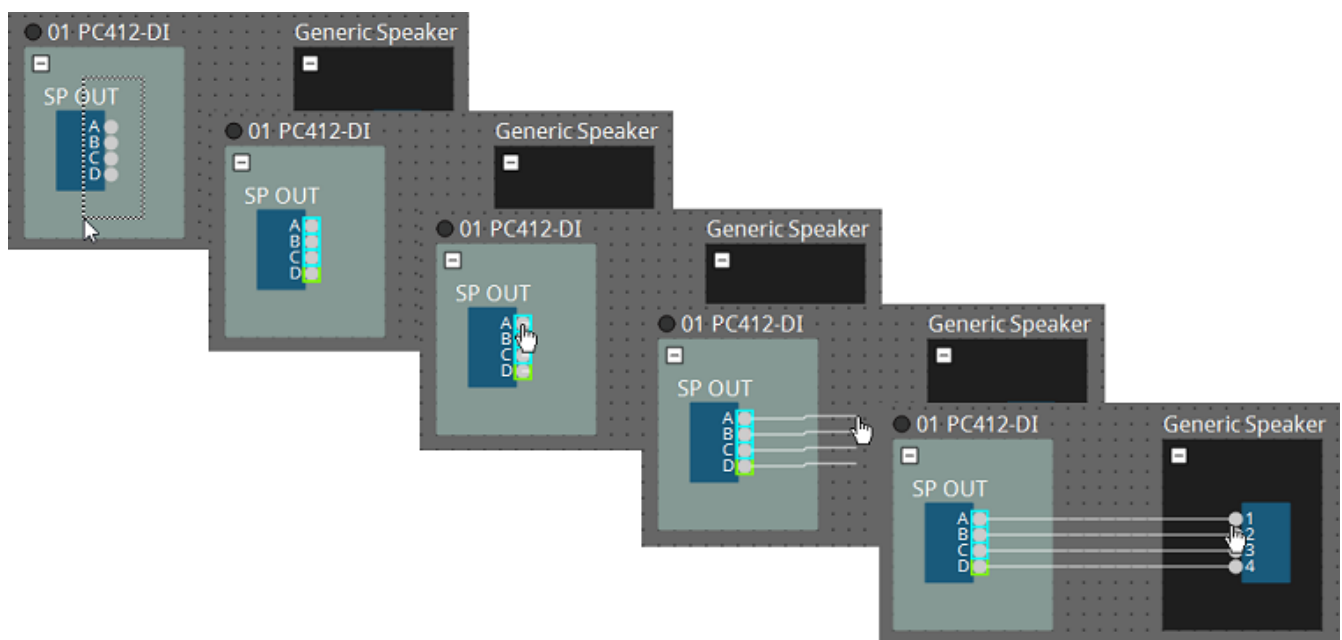 01 PC412-DI
Generic Speaker
SP OUT
A
B
C
D
01 PC412-DI
Generic Speaker
SP OUT
A
B
C
D
01 PC412-DI
Generic Speaker
SP OUT
A
B
C
D
01 PC412-DI
Generic Speaker
SP OUT
A
B
C
D
01 PC412-DI
Generic Speaker
SP OUT
A
B
C
D
1
2
3
4